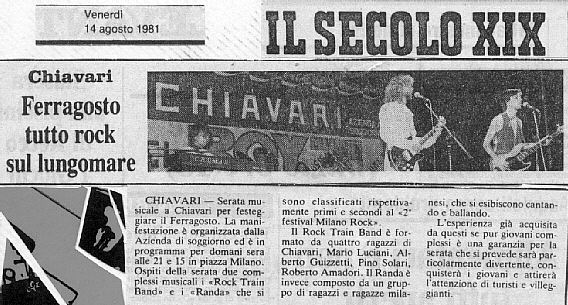 Venerdì
14 agosto 1981
IL SECOLO XIX
Chiavari
Ferragosto
tutto rock
sul lungomare
CHIAVARI
CHIAVARI — Serata mu-
sicale a Chiavari per festeg-
giare il Ferragosto. La mani-
festazione è organizzata dalla
Azienda di soggiorno ed è in
programma per domani sera
alle 21 e 15 in piazza Milano.
Ospiti della serata due com-
plessi musicali i «Rock Train
Band» e i «Randa» che si
sono classificati rispettiva-
mente primi e secondi al «2°
festival Milano Rock».
Il Rock Train Band è for-
mato da quattro ragazzi di
Chiavari, Mario Luciani, Al-
berto Guizzetti, Pino Solari,
Roberto Amadori. Il Randa è
invece composto da un grup-
po di ragazzi e ragazze mila-
nesi, che si esibiscono cantan-
do e ballando.
L'esperienza già acquisita
da questi se pur giovani com-
plessi è una garanzia per la
serata che si prevede sarà par-
ticolarmente divertente, con-
quisterà i giovani e attirerà
l'attenzione di turisti e villeg-
gianti.